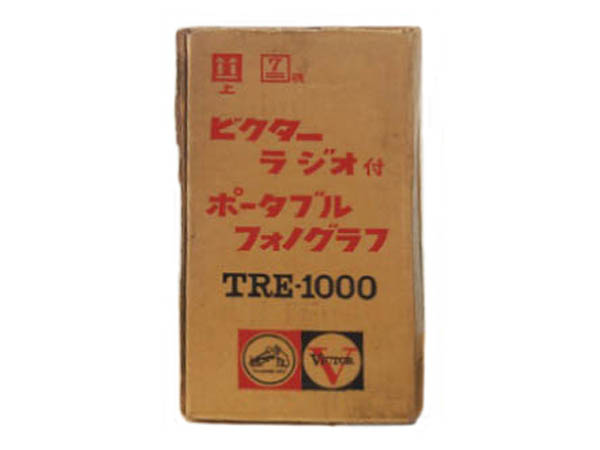 上
7
ビクター
ラジオ付
ポータブル
フォノグラフ
TRE-1000
VICTOR
V